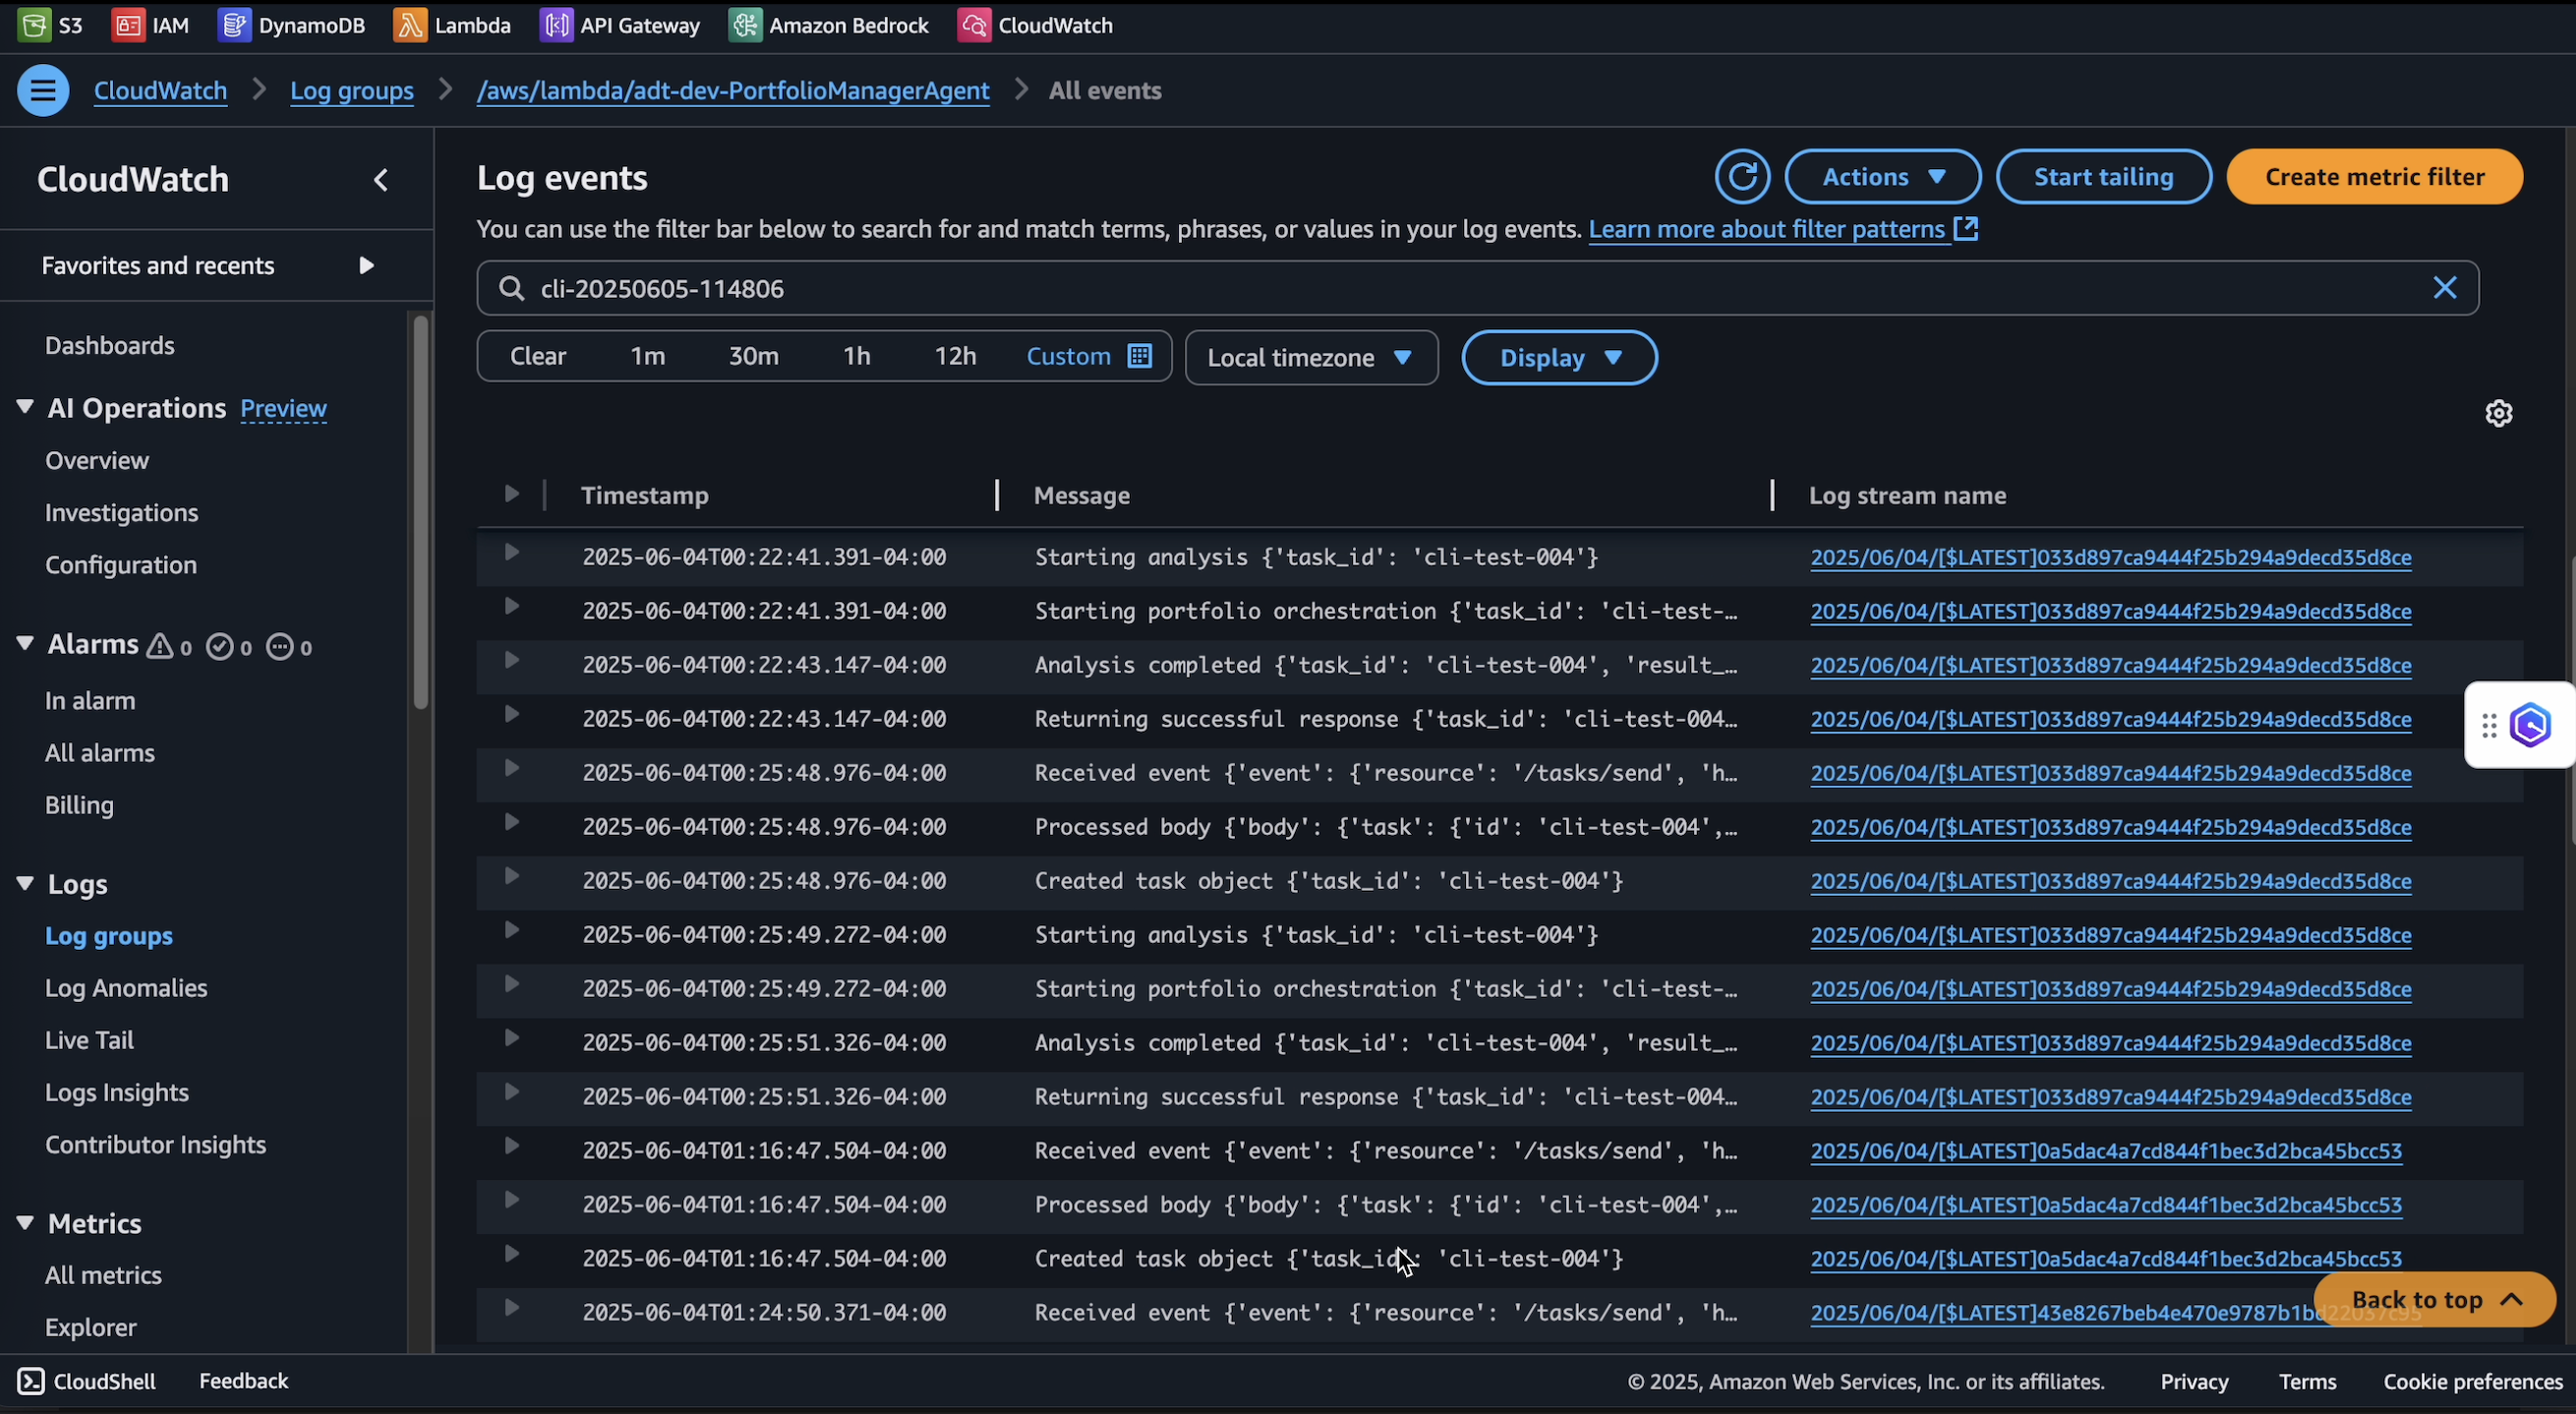 S3 IAM DynamoDB Lambda API Gateway Amazon Bedrock CloudWatch
CloudWatch Log groups /aws/lambda/adt-dev-PortfolioManagerAgent All events
CloudWatch
Favorites and recents
Dashboards
AI Operations Preview
Overview
Investigations
Configuration
Alarms 0 0 0
In alarm
All alarms
Billing
Logs
Log groups
Log Anomalies
Live Tail
Logs Insights
Contributor Insights
Metrics
All metrics
Explorer
Log events
Actions Start tailing Create metric filter
You can use the filter bar below to search for and match terms, phrases, or values in your log events. Learn more about filter patterns
cli-20250605-114806
Clear 1m 30m 1h 12h Custom Local timezone Display
Timestamp Message Log stream name
2025-06-04T00:22:41.391-04:00 Starting analysis {'task_id': 'cli-test-004'} 2025/06/04/[$LATEST]033d897ca9444f25b294a9decd35d8ce
2025-06-04T00:22:41.391-04:00 Starting portfolio orchestration {'task_id': 'cli-test-… 2025/06/04/[$LATEST]033d897ca9444f25b294a9decd35d8ce
2025-06-04T00:22:43.147-04:00 Analysis completed {'task_id': 'cli-test-004', 'result_… 2025/06/04/[$LATEST]033d897ca9444f25b294a9decd35d8ce
2025-06-04T00:22:43.147-04:00 Returning successful response {'task_id': 'cli-test-004… 2025/06/04/[$LATEST]033d897ca9444f25b294a9decd35d8ce
2025-06-04T00:25:48.976-04:00 Received event {'event': {'resource': '/tasks/send', 'h… 2025/06/04/[$LATEST]033d897ca9444f25b294a9decd35d8ce
2025-06-04T00:25:48.976-04:00 Processed body {'body': {'task': {'id': 'cli-test-004',… 2025/06/04/[$LATEST]033d897ca9444f25b294a9decd35d8ce
2025-06-04T00:25:48.976-04:00 Created task object {'task_id': 'cli-test-004'} 2025/06/04/[$LATEST]033d897ca9444f25b294a9decd35d8ce
2025-06-04T00:25:49.272-04:00 Starting analysis {'task_id': 'cli-test-004'} 2025/06/04/[$LATEST]033d897ca9444f25b294a9decd35d8ce
2025-06-04T00:25:49.272-04:00 Starting portfolio orchestration {'task_id': 'cli-test-… 2025/06/04/[$LATEST]033d897ca9444f25b294a9decd35d8ce
2025-06-04T00:25:51.326-04:00 Analysis completed {'task_id': 'cli-test-004', 'result_… 2025/06/04/[$LATEST]033d897ca9444f25b294a9decd35d8ce
2025-06-04T00:25:51.326-04:00 Returning successful response {'task_id': 'cli-test-004… 2025/06/04/[$LATEST]033d897ca9444f25b294a9decd35d8ce
2025-06-04T01:16:47.504-04:00 Received event {'event': {'resource': '/tasks/send', 'h… 2025/06/04/[$LATEST]0a5dac4a7cd844f1bec3d2bca45bcc53
2025-06-04T01:16:47.504-04:00 Processed body {'body': {'task': {'id': 'cli-test-004',… 2025/06/04/[$LATEST]0a5dac4a7cd844f1bec3d2bca45bcc53
2025-06-04T01:16:47.504-04:00 Created task object {'task_id': 'cli-test-004'} 2025/06/04/[$LATEST]0a5dac4a7cd844f1bec3d2bca45bcc53
2025-06-04T01:24:50.371-04:00 Received event {'event': {'resource': '/tasks/send', 'h…
Back to top
CloudShell Feedback © 2025, Amazon Web Services, Inc. or its affiliates. Privacy Terms Cookie preferences